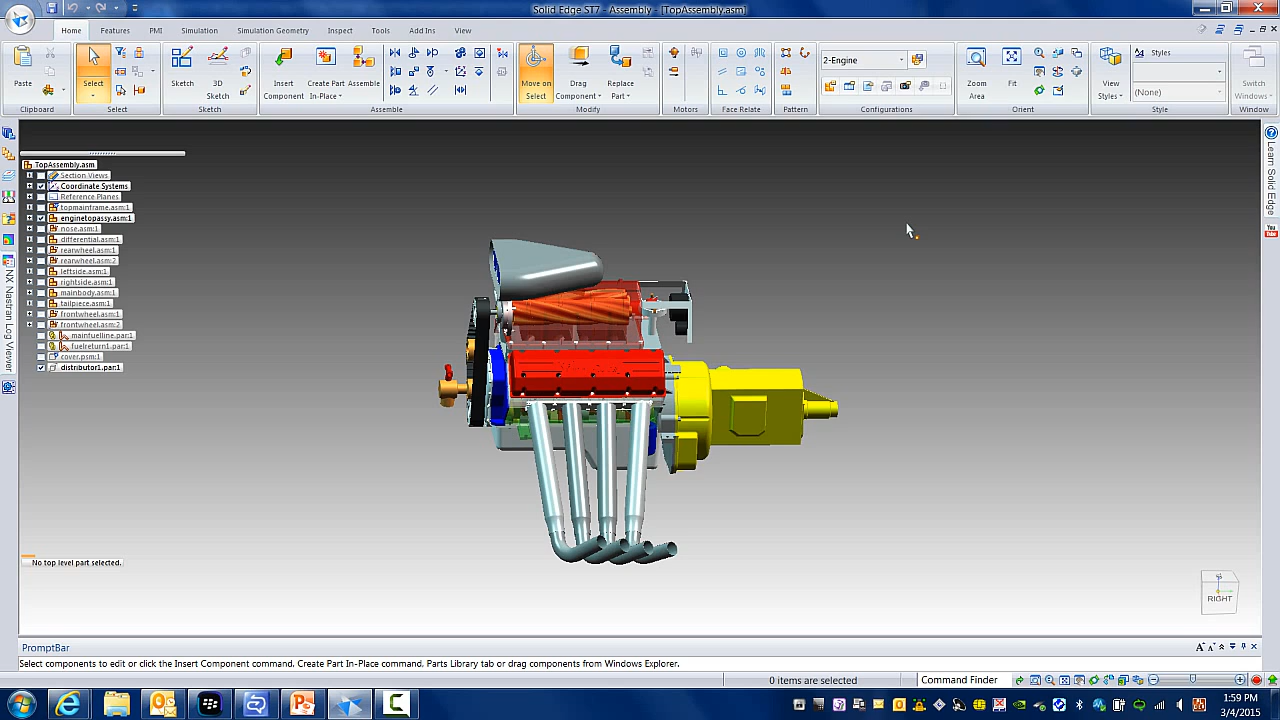 Solid Edge ST7 - Assembly - [TopAssembly.asm]
Home Features PMI Simulation Simulation Geometry Inspect Tools Add Ins View
Paste Select Sketch 3D Sketch Insert Component Create Part In-Place Assemble Move on Select Drag Component Replace Part Zoom Area Fit View Styles Styles Switch Windows
2-Engine
(None)
Clipboard Select Sketch Assemble Modify Motors Face Relate Pattern Configurations Orient Style Window
TopAssembly.asm
Section Views
Coordinate Systems
Reference Planes
topmainframe.asm:1
enginetopassy.asm:1
nose.asm:1
differential.asm:1
rearwheel.asm:1
rearwheel.asm:2
leftside.asm:1
rightside.asm:1
mainbody.asm:1
tailpiece.asm:1
frontwheel.asm:1
frontwheel.asm:2
mainfuelline.par:1
fuelreturn1.par:1
cover.psm:1
distributor1.par:1
NX Nastran Log Viewer
Learn Solid Edge
You Tube
No top level part selected.
RIGHT
PromptBar
Select components to edit or click the Insert Component command, Create Part In-Place command, Parts Library tab or drag components from Windows Explorer.
0 items are selected
Command Finder
1:59 PM
3/4/2015